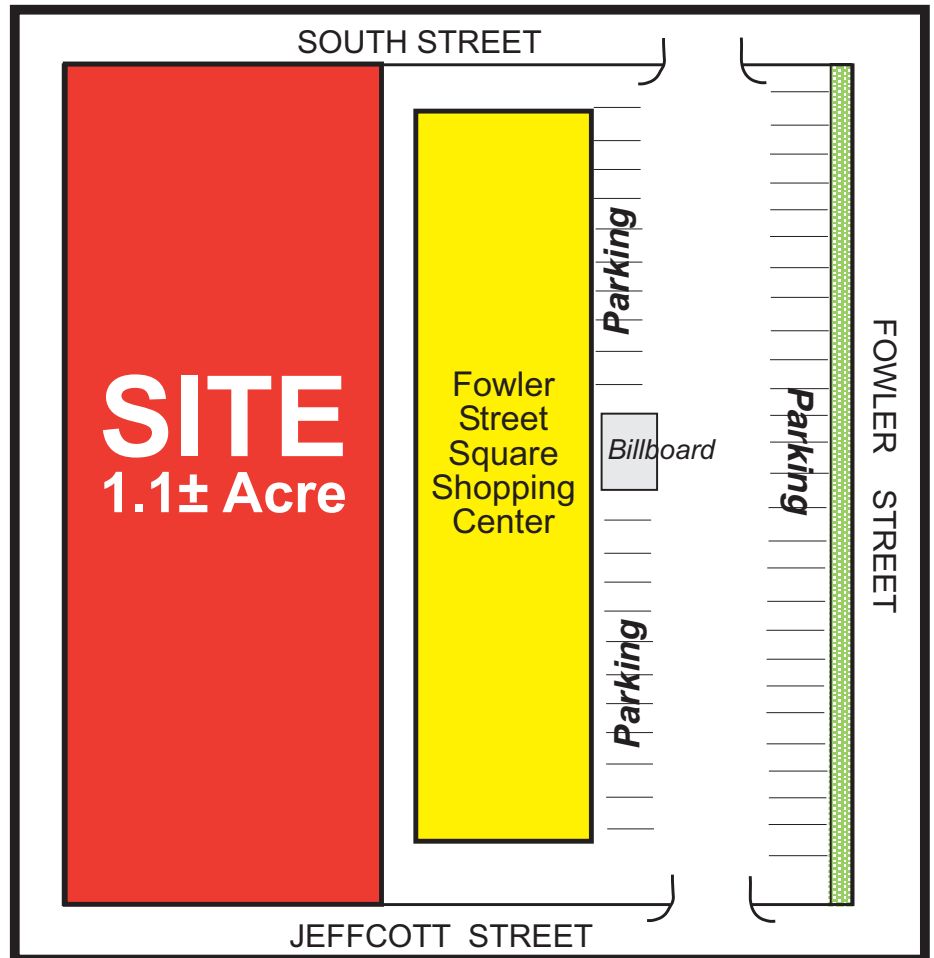 SOUTH STREET
Parking
SITE
1.1± Acre
Fowler
Street
Square
Shopping
Center
Billboard
Parking
FOWLER STREET
Parking
JEFFCOTT STREET